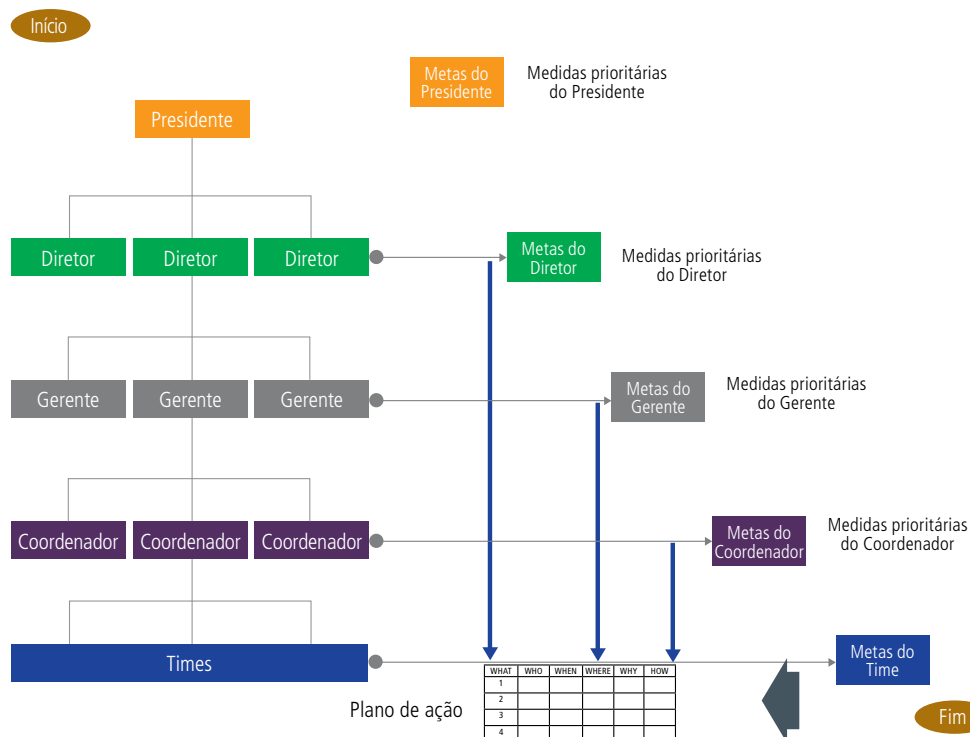 Início
Metas do
Presidente
Medidas prioritárias
do Presidente
Presidente
Diretor
Diretor
Diretor
Metas do
Diretor
Medidas prioritárias
do Diretor
Gerente
Gerente
Gerente
Metas do
Gerente
Medidas prioritárias
do Gerente
Coordenador
Coordenador
Coordenador
Metas do
Coordenador
Medidas prioritárias
do Coordenador
Times
Metas do
Time
Plano de ação
WHAT WHO WHEN WHERE WHY HOW
1
2
3
4
Fim